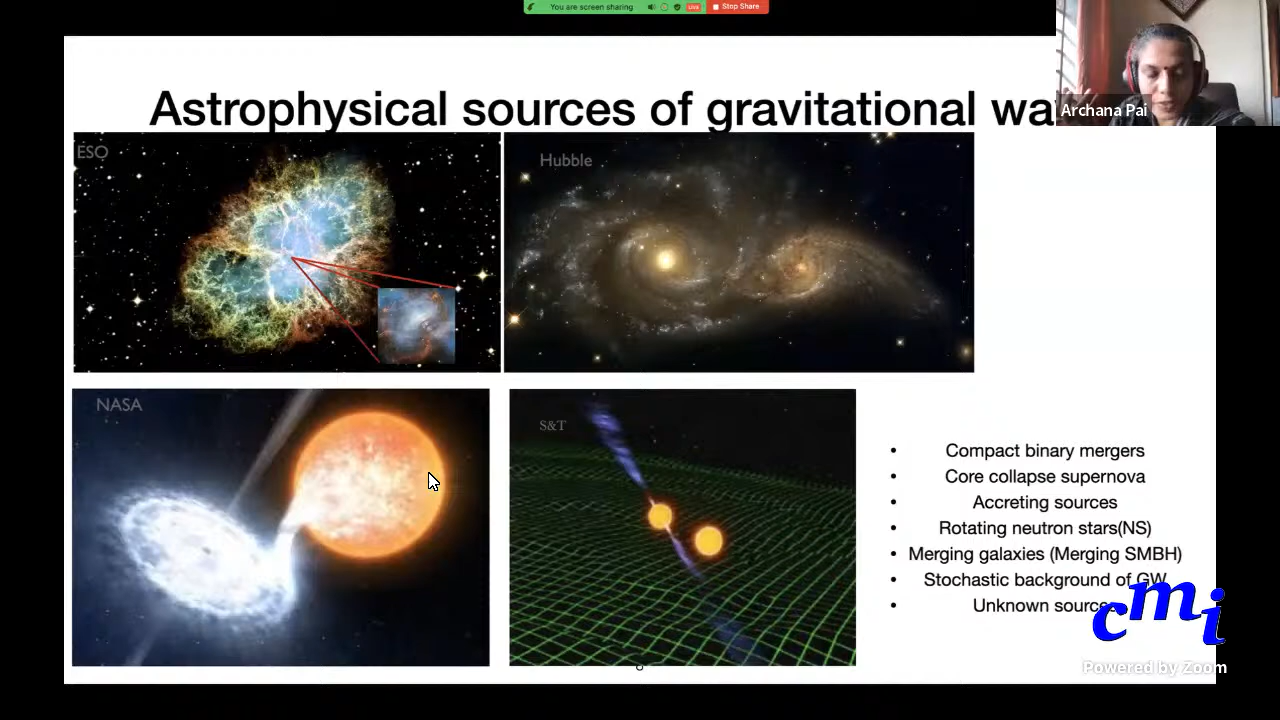 You are screen sharing
Live
Stop Share
Archana Pai
Astrophysical sources of gravitational wa
ESO
Hubble
NASA
S&T
• Compact binary mergers
• Core collapse supernova
• Accreting sources
• Rotating neutron stars(NS)
• Merging galaxies (Merging SMBH)
• Stochastic background of GW
• Unknown sources
cmi
Powered by Zoom